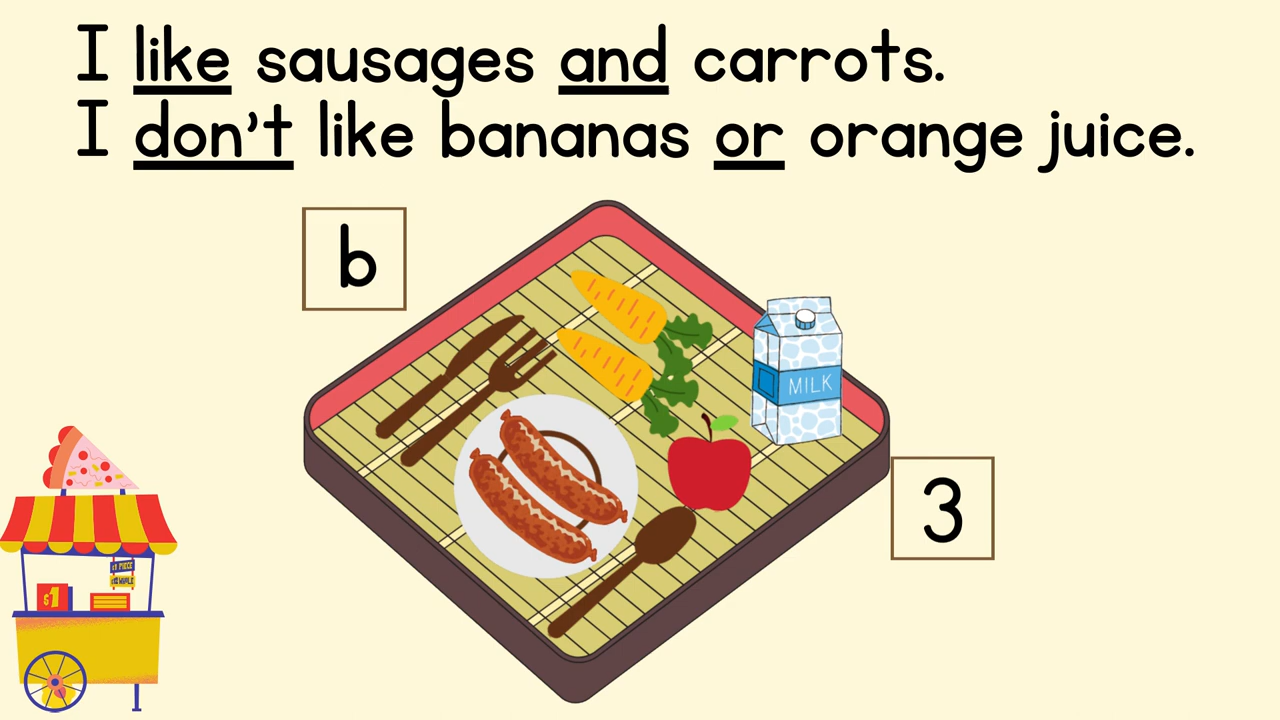 I like sausages and carrots.
I don't like bananas or orange juice.
b
MILK
3
$1